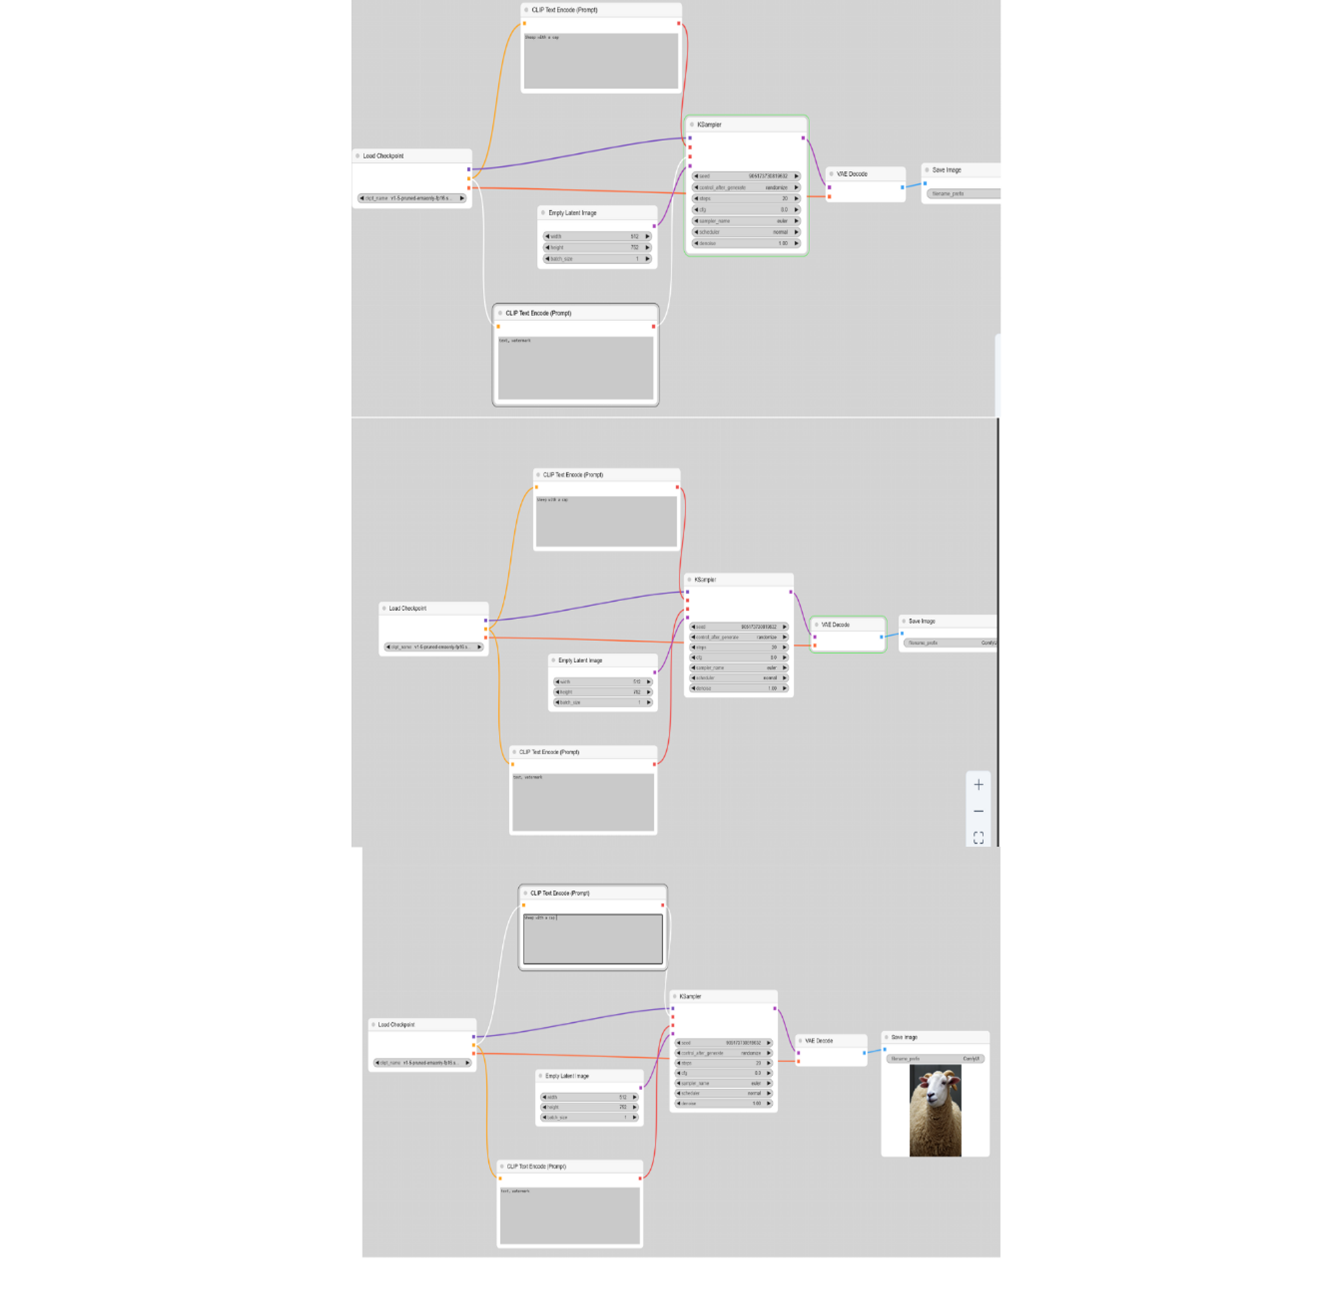 CLIP Text Encode (Prompt)
sheep with a cap
KSampler
Load Checkpoint
VAE Decode
Save Image
seed
control_after_generate randomize
filename_prefix
ckpt_name v1-5-pruned-emaonly-fp16.s...
steps 20
Empty Latent Image
cfg 8.0
width 512
sampler_name euler
height
scheduler normal
batch_size 1
denoise 1.00
CLIP Text Encode (Prompt)
text, watermark
CLIP Text Encode (Prompt)
sheep with a cap
KSampler
Load Checkpoint
VAE Decode
Save Image
seed
control_after_generate randomize
filename_prefix
ckpt_name v1-5-pruned-emaonly-fp16.s...
steps 20
Empty Latent Image
cfg 8.0
sampler_name euler
width 512
scheduler normal
height
denoise 1.00
batch_size 1
CLIP Text Encode (Prompt)
text, watermark
CLIP Text Encode (Prompt)
sheep with a cap
KSampler
Load Checkpoint
VAE Decode
Save Image
seed
control_after_generate randomize
filename_prefix ComfyUI
ckpt_name v1-5-pruned-emaonly-fp16.s...
steps 20
Empty Latent Image
cfg 8.0
sampler_name euler
width 512
scheduler normal
height
denoise 1.00
batch_size 1
CLIP Text Encode (Prompt)
text, watermark